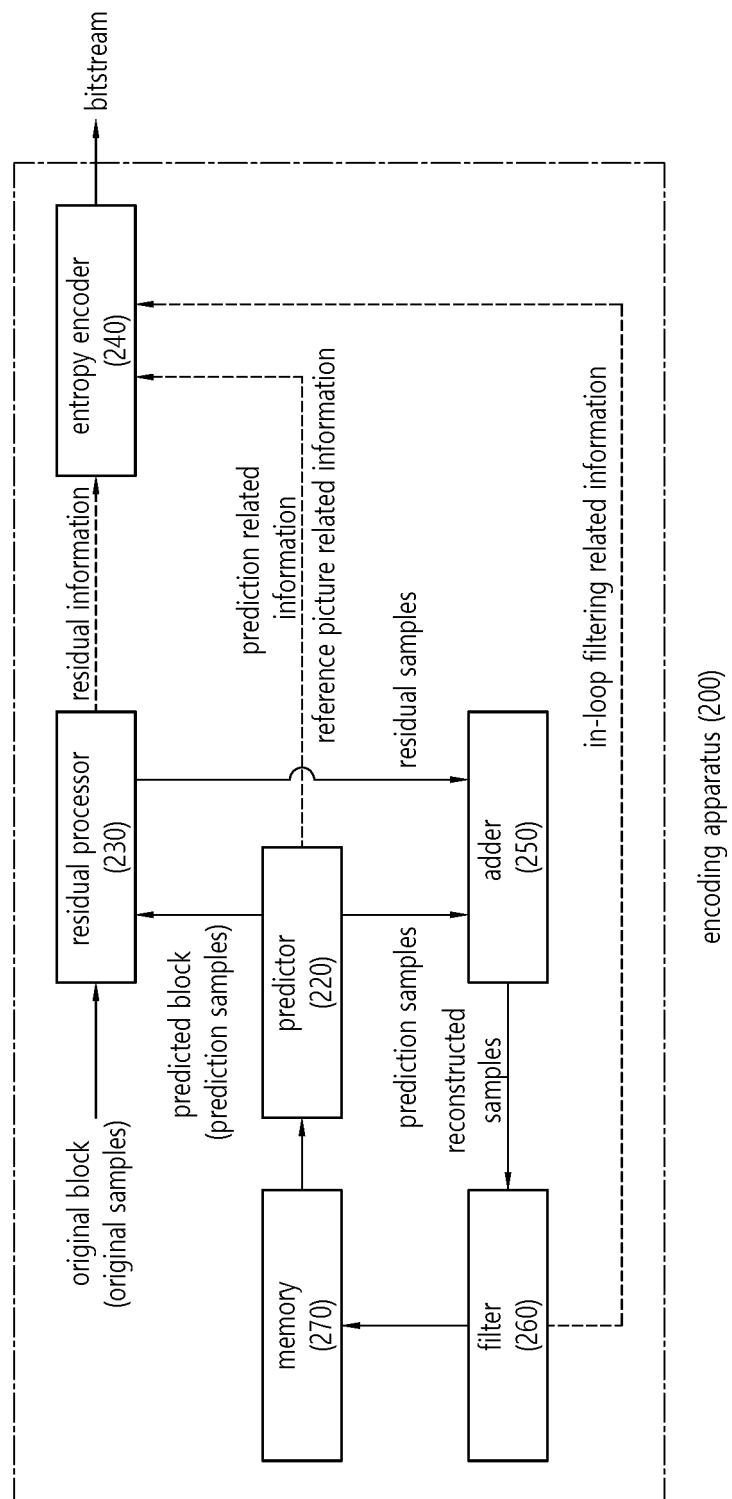 original block
(original samples)
residual processor
(230)
residual information
entropy encoder
(240)
bitstream
predicted block
(prediction samples)
prediction related
information
reference picture related information
memory
(270)
predictor
(220)
prediction samples
residual samples
reconstructed
samples
filter
(260)
adder
(250)
in-loop filtering related information
encoding apparatus (200)